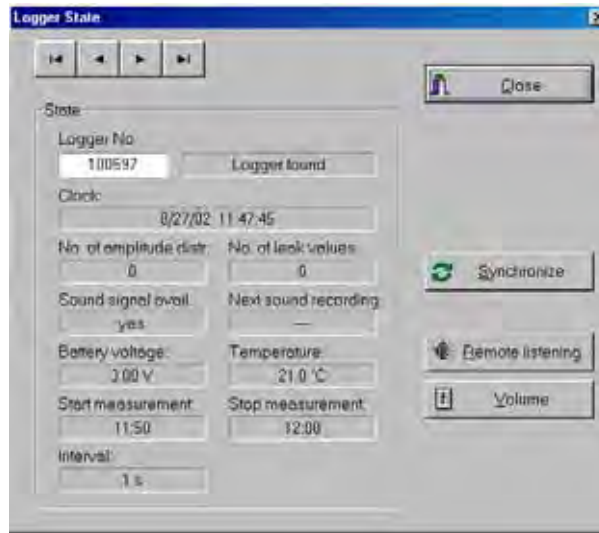 Logger State
Close
State
Logger No
100597 Logger found
Clock:
8/27/02 11:47:45
No. of amplitude distr: No. of leak values:
0 0
Synchronize
Sound signal avail. Next sound recording
yes ---
Battery voltage: Temperature:
3.00 V 21.0 °C
Remote listening
Start measurement: Stop measurement:
11:50 12:00
Volume
Interval:
1 s